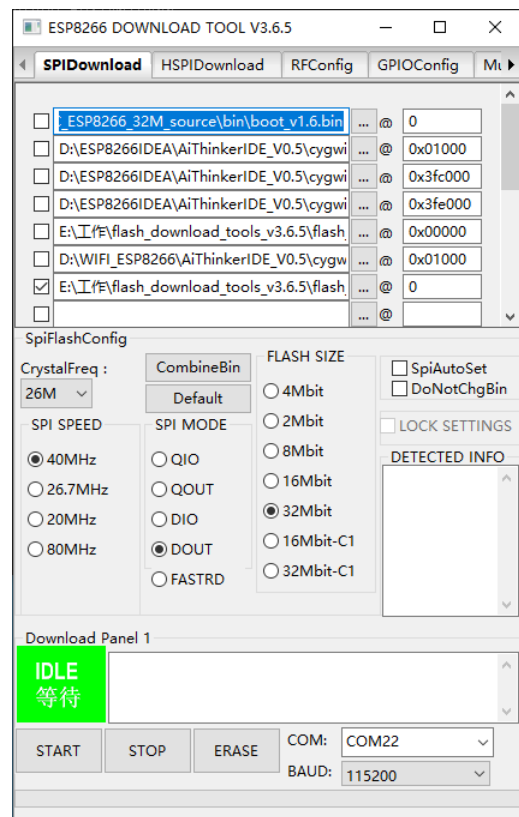 ESP8266 DOWNLOAD TOOL V3.6.5
SPIDownload HSPIDownload RFConfig GPIOConfig Mu
_ESP8266_32M_source\bin\boot_v1.6.bin ... @ 0
D:\ESP8266IDEA\AiThinkerIDE_V0.5\cygwi ... @ 0x01000
D:\ESP8266IDEA\AiThinkerIDE_V0.5\cygwi ... @ 0x3fc000
D:\ESP8266IDEA\AiThinkerIDE_V0.5\cygwi ... @ 0x3fe000
E:\工作\flash_download_tools_v3.6.5\flash_ ... @ 0x00000
D:\WIFI_ESP8266\AiThinkerIDE_V0.5\cygw ... @ 0x01000
E:\工作\flash_download_tools_v3.6.5\flash_ ... @ 0
... @
SpiFlashConfig
CrystalFreq :
26M
CombineBin
Default
SPI SPEED
40MHz
26.7MHz
20MHz
80MHz
SPI MODE
QIO
QOUT
DIO
DOUT
FASTRD
FLASH SIZE
4Mbit
2Mbit
8Mbit
16Mbit
32Mbit
16Mbit-C1
32Mbit-C1
SpiAutoSet
DoNotChgBin
LOCK SETTINGS
DETECTED INFO
Download Panel 1
IDLE
等待
START STOP ERASE
COM: COM22
BAUD: 115200